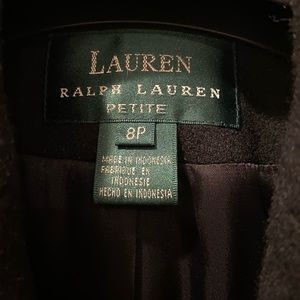 LAUREN
RALPH LAUREN
PETITE
8P
MADE IN INDONESIA
FABRIQUE EN
INDONESIE
HECHO EN INDONESIA